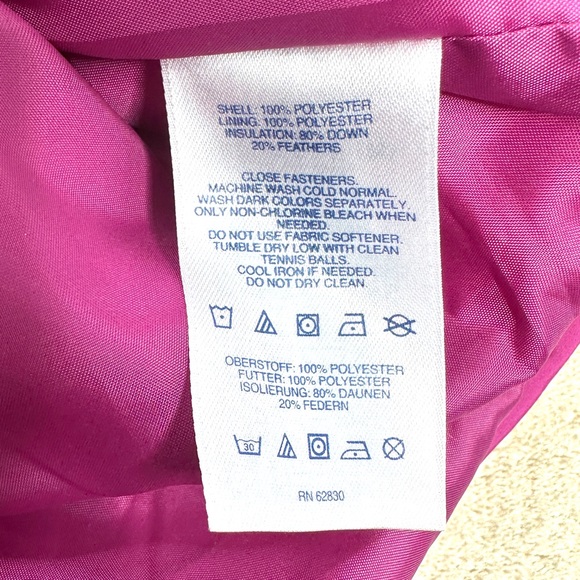 SHELL: 100% POLYESTER
LINING: 100% POLYESTER
INSULATION: 80% DOWN
20% FEATHERS
CLOSE FASTENERS.
MACHINE WASH COLD NORMAL.
WASH DARK COLORS SEPARATELY.
ONLY NON-CHLORINE BLEACH WHEN
NEEDED.
DO NOT USE FABRIC SOFTENER.
TUMBLE DRY LOW WITH CLEAN
TENNIS BALLS.
COOL IRON IF NEEDED.
DO NOT DRY CLEAN.
OBERSTOFF: 100% POLYESTER
FUTTER: 100% POLYESTER
ISOLIERUNG: 80% DAUNEN
20% FEDERN
30
RN 62830